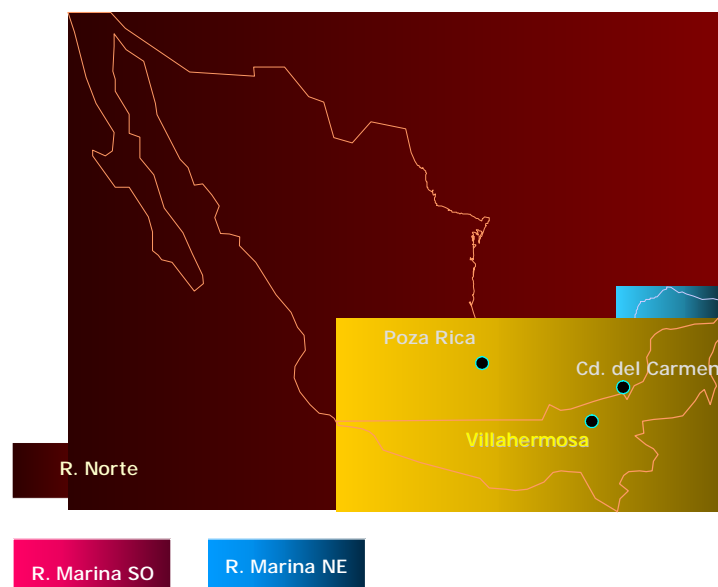 Poza Rica
Cd. del Carmen
Villahermosa
R. Norte
R. Marina SO
R. Marina NE